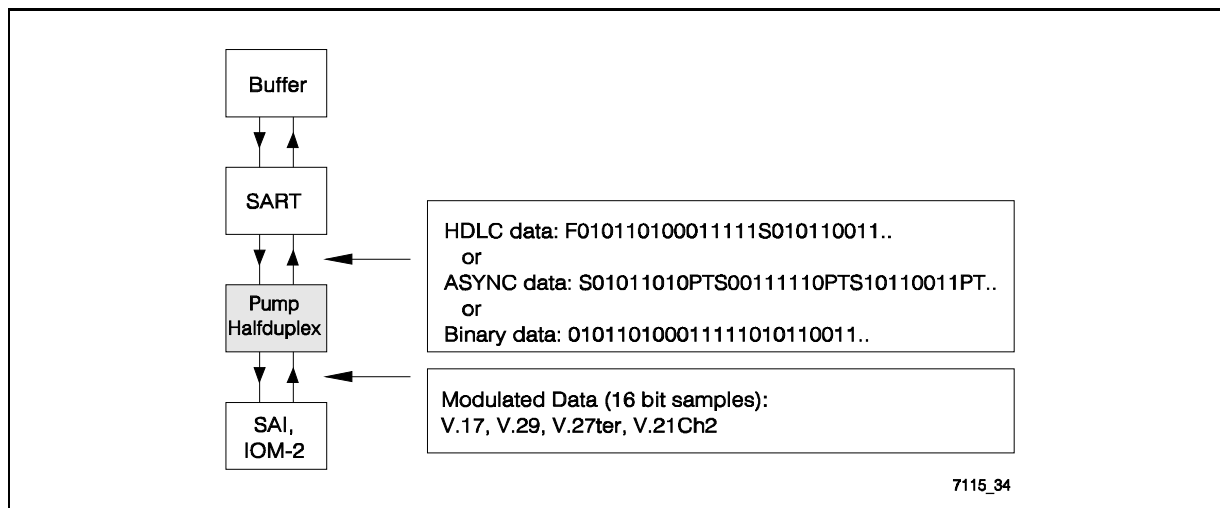 Buffer
SART
Pump
Halfduplex
SAI,
IOM-2
HDLC data: F010110100011111S010110011..
or
ASYNC data: S01011010PTS00111110PTS10110011PT..
or
Binary data: 010110100011111010110011..
Modulated Data (16 bit samples):
V.17, V.29, V.27ter, V.21Ch2
7115_34